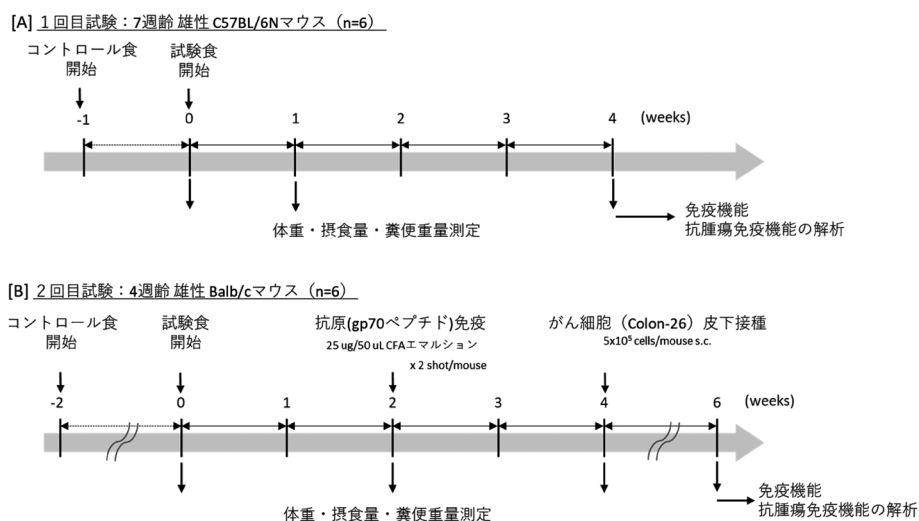 [A] １回目試験：7週齢 雄性 C57BL/6Nマウス（n=6）
コントロール食
開始
試験食
開始
-1 0 1 2 3 4 (weeks)
体重・摂食量・糞便重量測定
免疫機能
抗腫瘍免疫機能の解析
[B] ２回目試験：4週齢 雄性 Balb/cマウス（n=6）
コントロール食
開始
試験食
開始
抗原(gp70ペプチド)免疫
25 ug/50 uL CFAエマルション
x 2 shot/mouse
がん細胞（Colon-26）皮下接種
5x10⁵ cells/mouse s.c.
-2 0 1 2 3 4 6 (weeks)
体重・摂食量・糞便重量測定
免疫機能
抗腫瘍免疫機能の解析